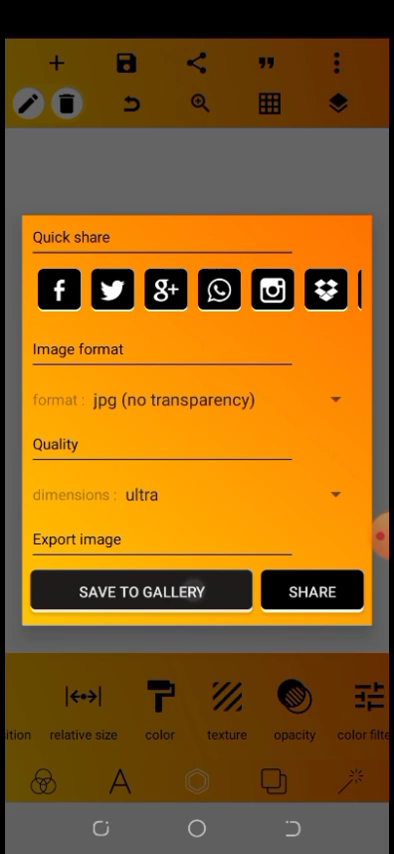 Quick share
f g+
Image format
format : jpg (no transparency)
Quality
dimensions : ultra
Export image
SAVE TO GALLERY SHARE
ition relative size color texture opacity color filte
A